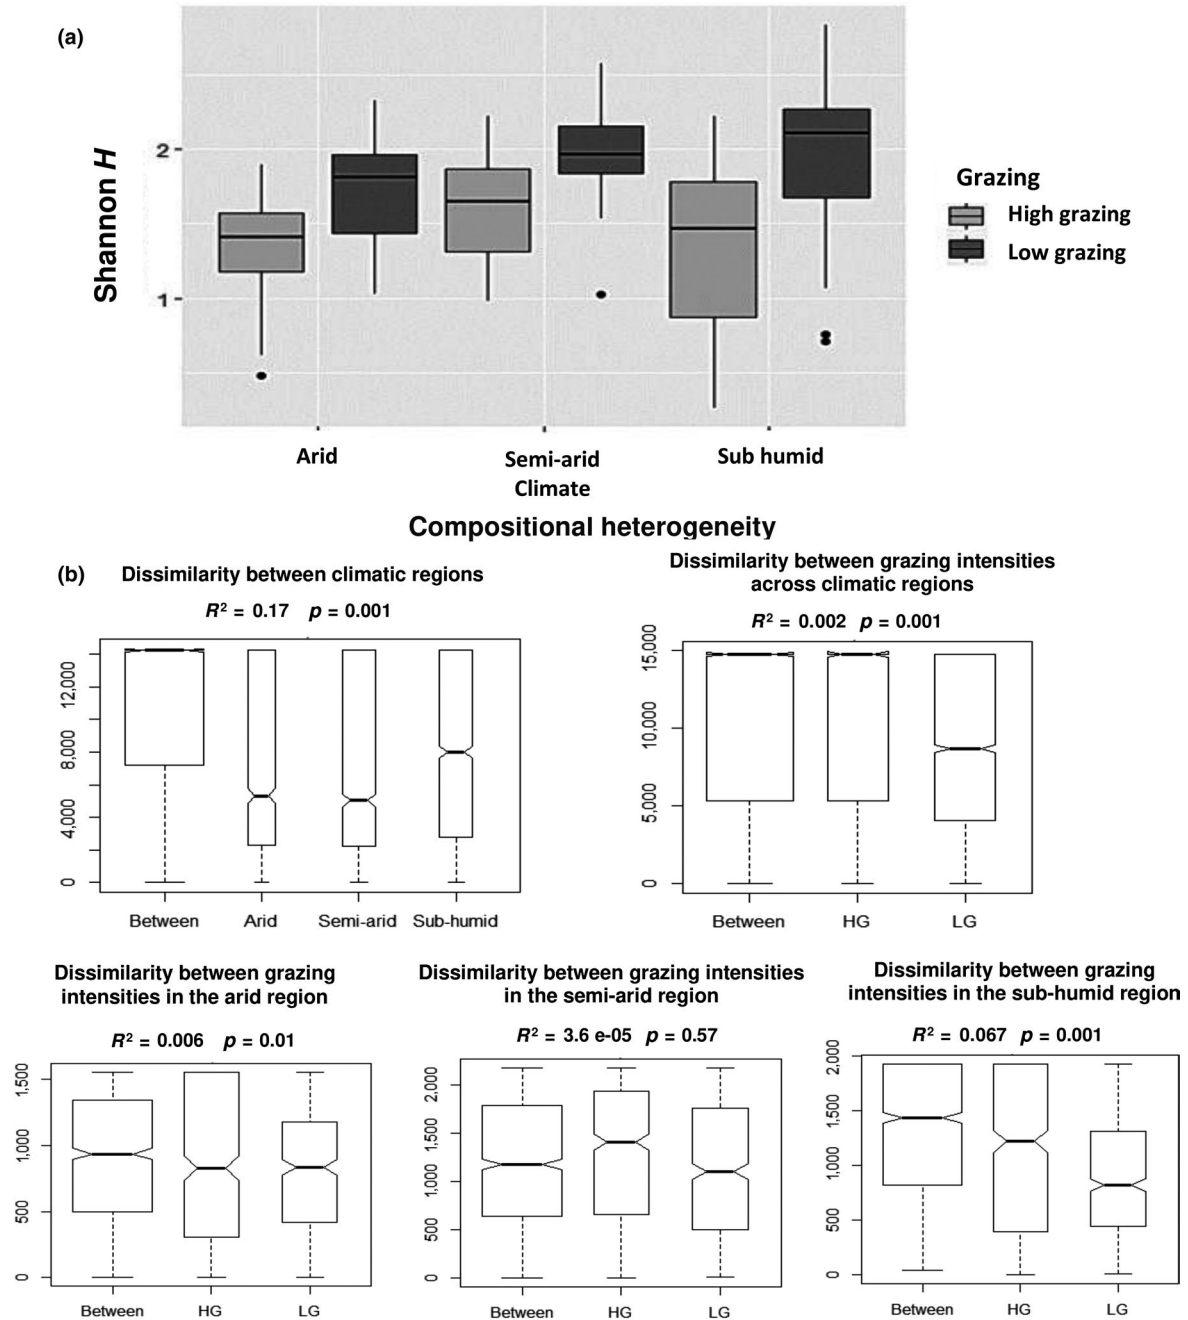 (a)
Shannon H
2
1
Grazing
High grazing
Low grazing
Arid
Semi-arid
Sub humid
Climate
Compositional heterogeneity
(b)
Dissimilarity between climatic regions
R² = 0.17 p = 0.001
12,000
8,000
4,000
0
Between
Arid
Semi-arid
Sub-humid
Dissimilarity between grazing intensities
across climatic regions
R² = 0.002 p = 0.001
15,000
10,000
5,000
0
Between
HG
LG
Dissimilarity between grazing
intensities in the arid region
R² = 0.006 p = 0.01
1,500
1,000
500
0
Between
HG
LG
Dissimilarity between grazing intensities
in the semi-arid region
R² = 3.6 e-05 p = 0.57
2,000
1,500
1,000
500
0
Between
HG
LG
Dissimilarity between grazing
intensities in the sub-humid region
R² = 0.067 p = 0.001
2,000
1,500
1,000
500
0
Between
HG
LG